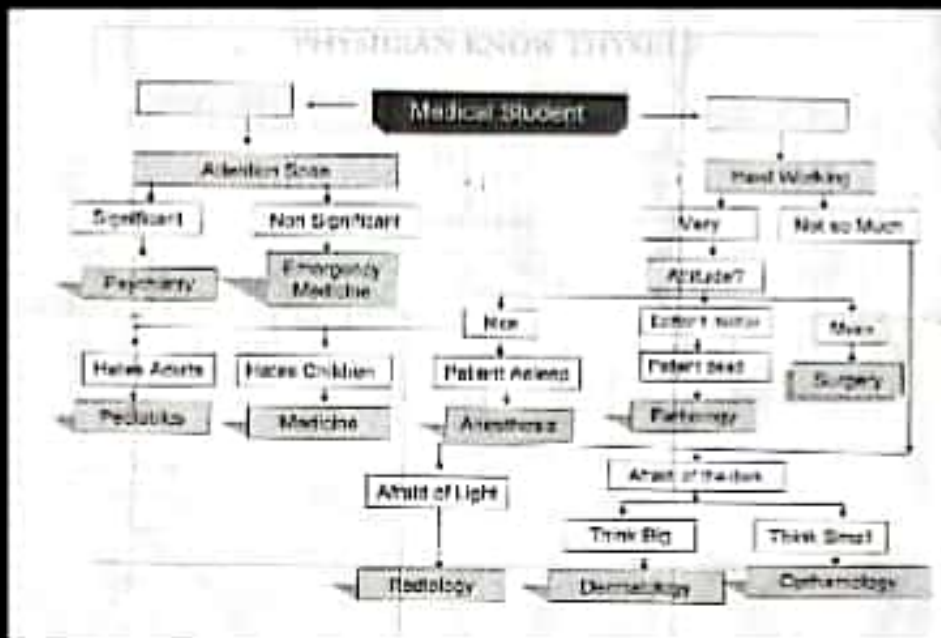 PHYSICIAN KNOW THYSELF
Medical Student
Attention Span
Hard Working
Significant
Non Significant
Very
Not so Much
Attitude?
Psychiatry
Emergency
Medicine
Nice
Mean
Hates Adults
Hates Children
Patient Asleep
Patient dead
Surgery
Pediatrics
Medicine
Anesthesia
Pathology
Afraid of Light
Afraid of the dark
Think Big
Think Small
Radiology
Dermatology